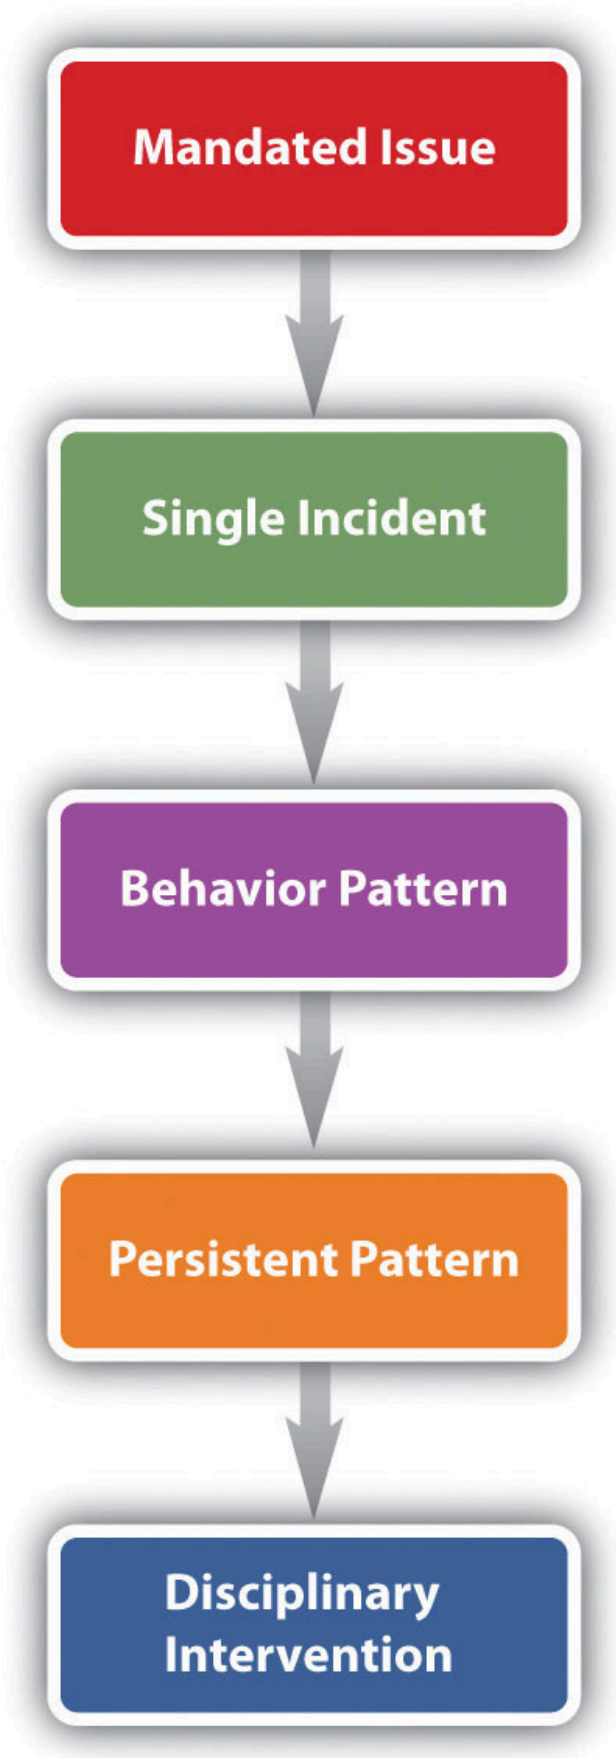 Mandated Issue
Single Incident
Behavior Pattern
Persistent Pattern
Disciplinary
Intervention